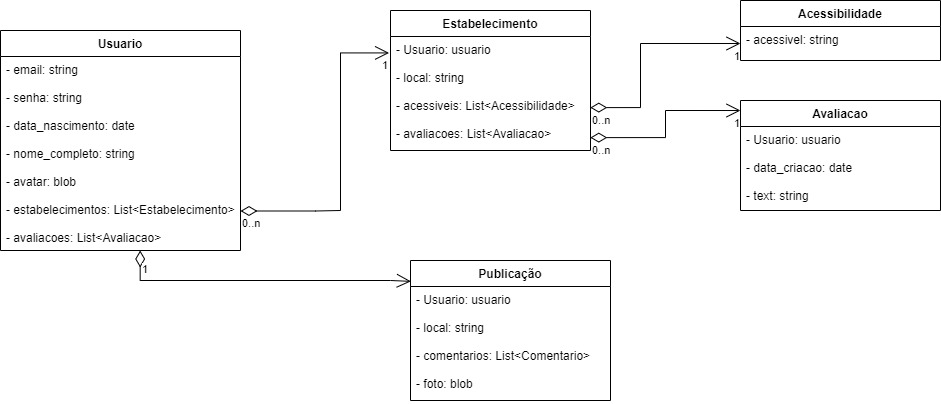 Usuario
- email: string
- senha: string
- data_nascimento: date
- nome_completo: string
- avatar: blob
- estabelecimentos: List<Estabelecimento>
- avaliacoes: List<Avaliacao>
0..n
1
Estabelecimento
- Usuario: usuario
- local: string
- acessiveis: List<Acessibilidade>
- avaliacoes: List<Avaliacao>
1
0..n
0..n
Acessibilidade
- acessivel: string
1
Avaliacao
- Usuario: usuario
- data_criacao: date
- text: string
1
Publicação
- Usuario: usuario
- local: string
- comentarios: List<Comentario>
- foto: blob